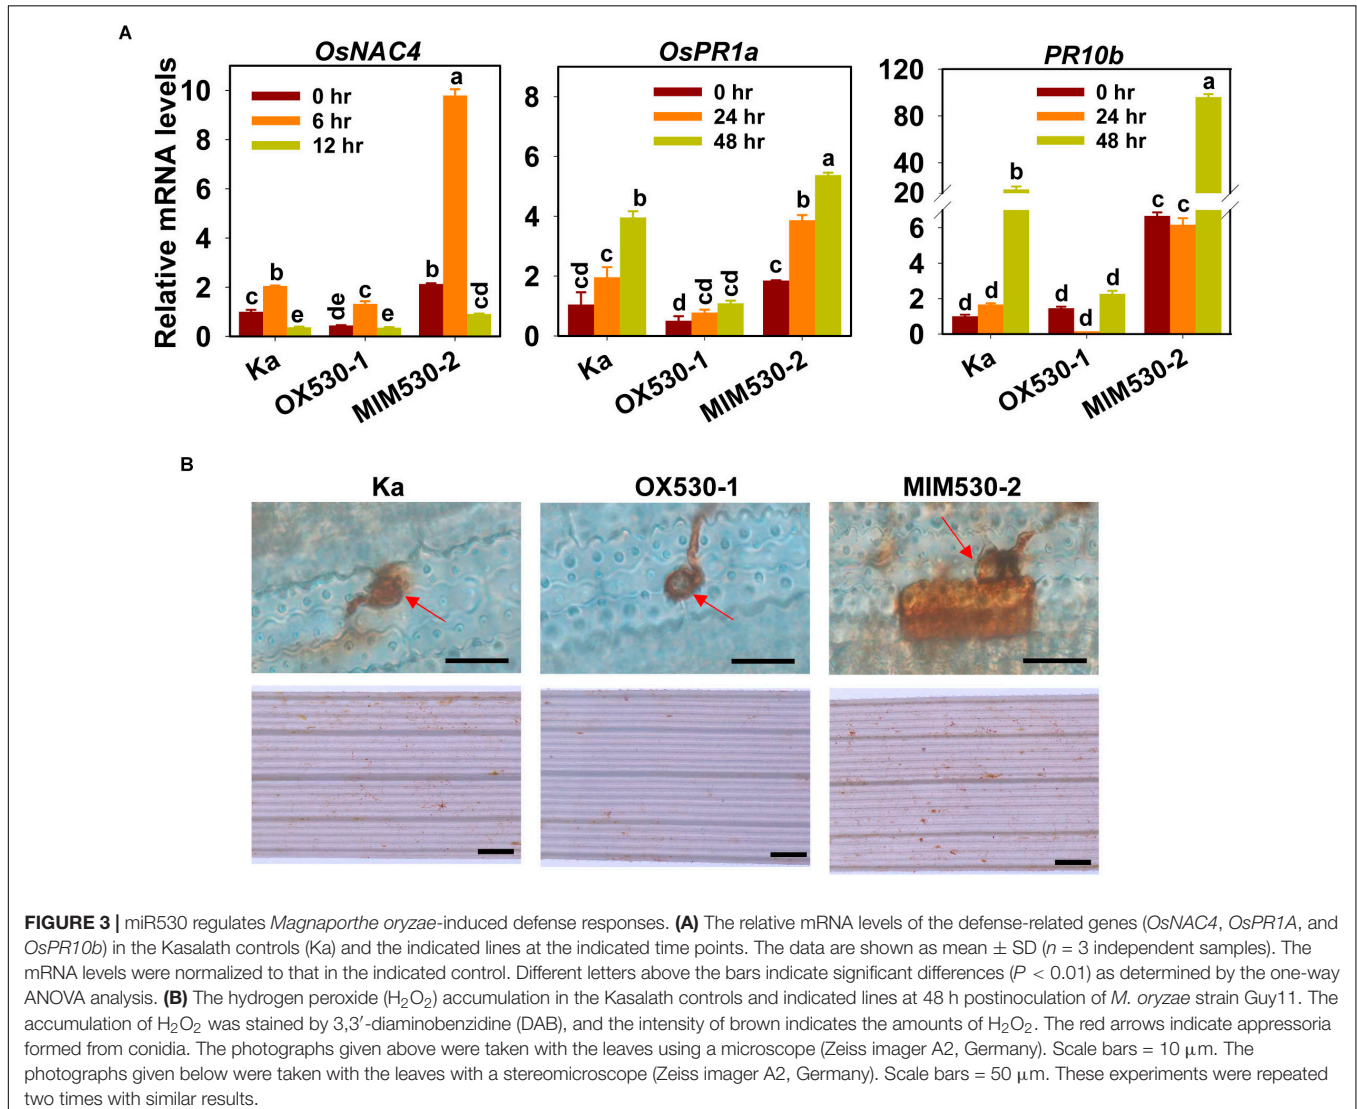 A
OsNAC4
OsPR1a
PR10b
Relative mRNA levels
10
8
6
4
2
0
0 hr
6 hr
12 hr
c
b
e
de
c
e
b
a
cd
Ka
OX530-1
MIM530-2
8
6
4
2
0
0 hr
24 hr
48 hr
cd
c
b
d
cd
cd
c
b
a
Ka
OX530-1
MIM530-2
120
100
80
60
40
20
6
4
2
0
0 hr
24 hr
48 hr
d
d
b
d
d
d
c
c
a
Ka
OX530-1
MIM530-2
B
Ka
OX530-1
MIM530-2
FIGURE 3 | miR530 regulates Magnaporthe oryzae-induced defense responses. (A) The relative mRNA levels of the defense-related genes (OsNAC4, OsPR1A, and
OsPR10b) in the Kasalath controls (Ka) and the indicated lines at the indicated time points. The data are shown as mean ± SD (n = 3 independent samples). The
mRNA levels were normalized to that in the indicated control. Different letters above the bars indicate significant differences (P < 0.01) as determined by the one-way
ANOVA analysis. (B) The hydrogen peroxide (H₂O₂) accumulation in the Kasalath controls and indicated lines at 48 h postinoculation of M. oryzae strain Guy11. The
accumulation of H₂O₂ was stained by 3,3′-diaminobenzidine (DAB), and the intensity of brown indicates the amounts of H₂O₂. The red arrows indicate appressoria
formed from conidia. The photographs given above were taken with the leaves using a microscope (Zeiss imager A2, Germany). Scale bars = 10 μm. The
photographs given below were taken with the leaves with a stereomicroscope (Zeiss imager A2, Germany). Scale bars = 50 μm. These experiments were repeated
two times with similar results.